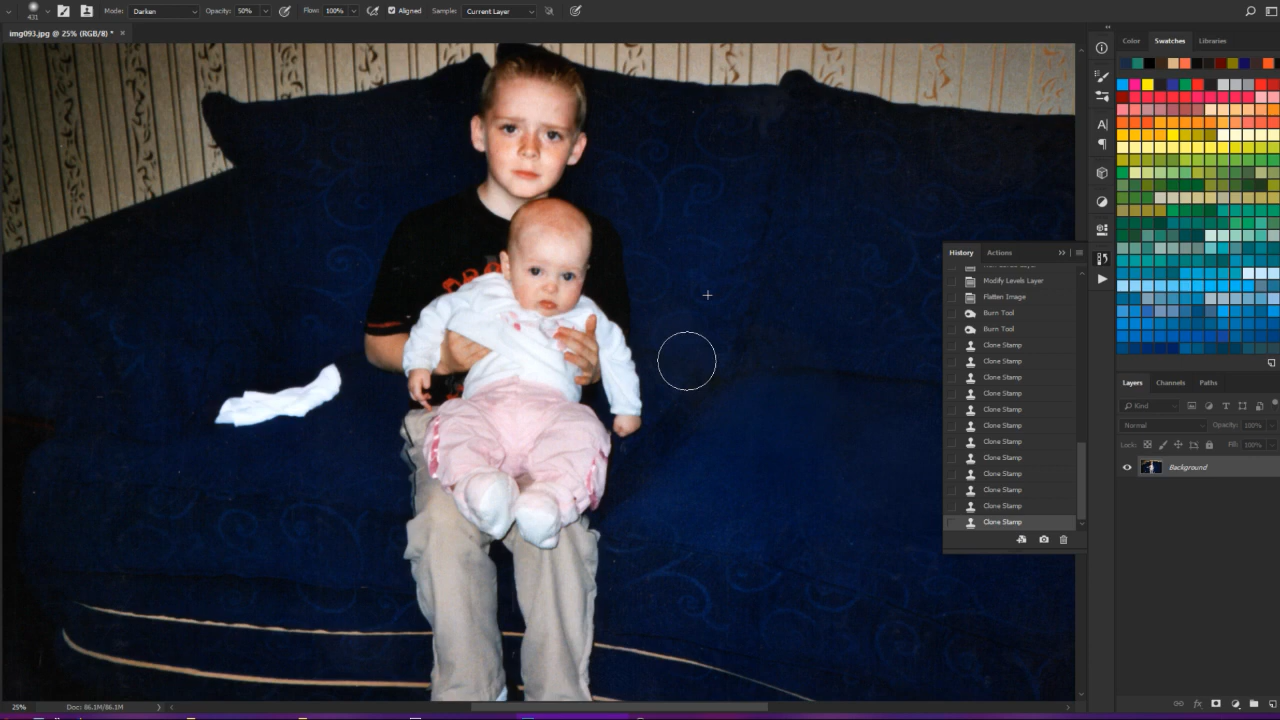 Mode: Darken Opacity: 50% Flow: 100% Aligned Sample: Current Layer
431
img093.jpg @ 25% (RGB/8) * ×
Color Swatches Libraries
History Actions
Modify Levels Layer
Flatten Image
Burn Tool
Burn Tool
Clone Stamp
Clone Stamp
Clone Stamp
Clone Stamp
Clone Stamp
Clone Stamp
Clone Stamp
Clone Stamp
Clone Stamp
Clone Stamp
Clone Stamp
Clone Stamp
Layers Channels Paths
Kind
Normal Opacity: 100%
Lock: Fill: 100%
Background
25% Doc: 86.1M/86.1M